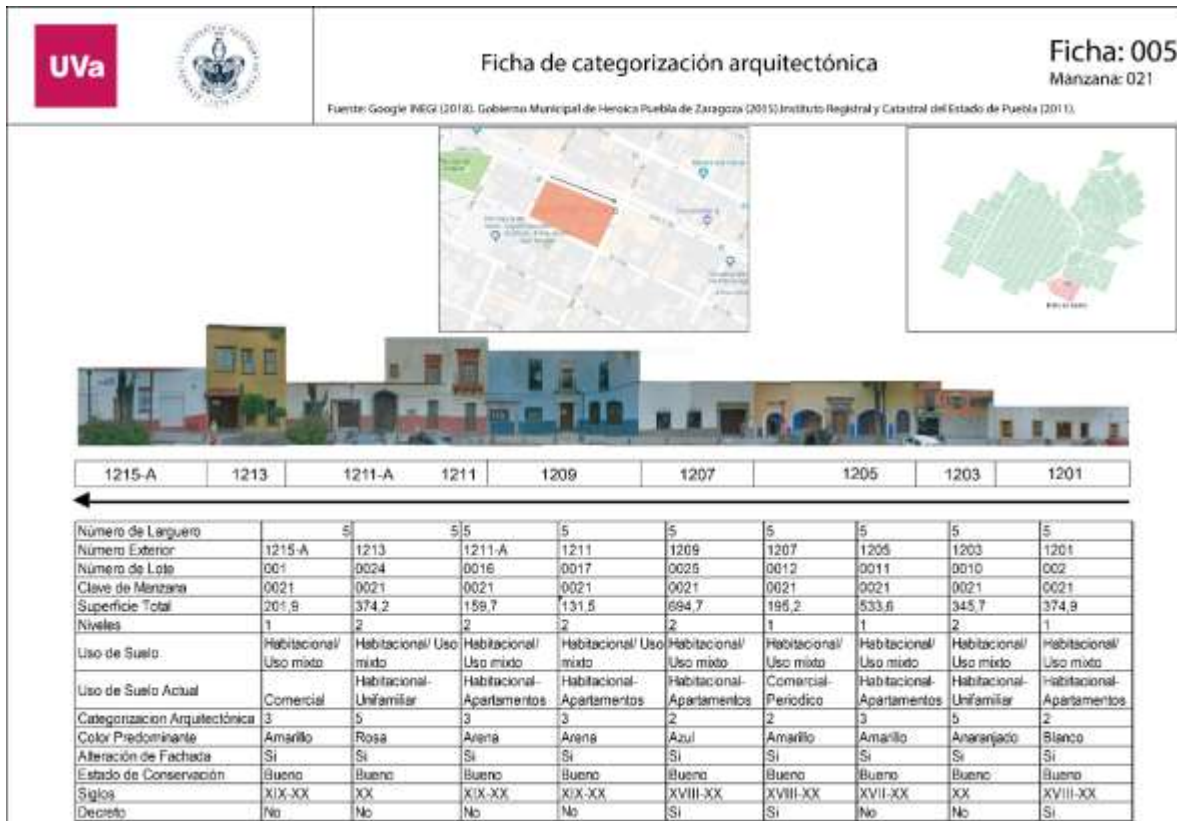 UVa
Ficha de categorización arquitectónica
Ficha: 005
Manzana: 021
Fuente: Google INEGI (2018). Gobierno Municipal de Heroica Puebla de Zaragoza (2015).Instituto Registral y Catastral del Estado de Puebla (2011).
1215-A 1213 1211-A 1211 1209 1207 1205 1203 1201
Número de Larguero 5 5 5 5 5 5 5 5 5
Número Exterior 1215-A 1213 1211-A 1211 1209 1207 1205 1203 1201
Número de Lote 001 0024 0016 0017 0025 0012 0011 0010 002
Clave de Manzana 0021 0021 0021 0021 0021 0021 0021 0021 0021
Superficie Total 201,9 374,2 159,7 131,5 694,7 195,2 533,6 345,7 374,9
Niveles 1 2 2 2 2 1 1 2 1
Uso de Suelo Habitacional/ Uso mixto Habitacional/ Uso mixto Habitacional/ Uso mixto Habitacional/ Uso mixto Habitacional/ Uso mixto Habitacional/ Uso mixto Habitacional/ Uso mixto Habitacional/ Uso mixto Habitacional/ Uso mixto
Uso de Suelo Actual Comercial Habitacional-Unifamiliar Habitacional-Apartamentos Habitacional-Apartamentos Habitacional-Apartamentos Comercial-Periodico Habitacional-Apartamentos Habitacional-Unifamiliar Habitacional-Apartamentos
Categorizacion Arquitectónica 3 5 3 3 2 2 3 5 2
Color Predominante Amarillo Rosa Arena Arena Azul Amarillo Amarillo Anaranjado Blanco
Alteración de Fachada Si Si Si Si Si Si Si Si Si
Estado de Conservación Bueno Bueno Bueno Bueno Bueno Bueno Bueno Bueno Bueno
Siglos XIX-XX XX XIX-XX XIX-XX XVIII-XX XVIII-XX XVII-XX XX XVIII-XX
Decreto No No No No Si Si No No Si